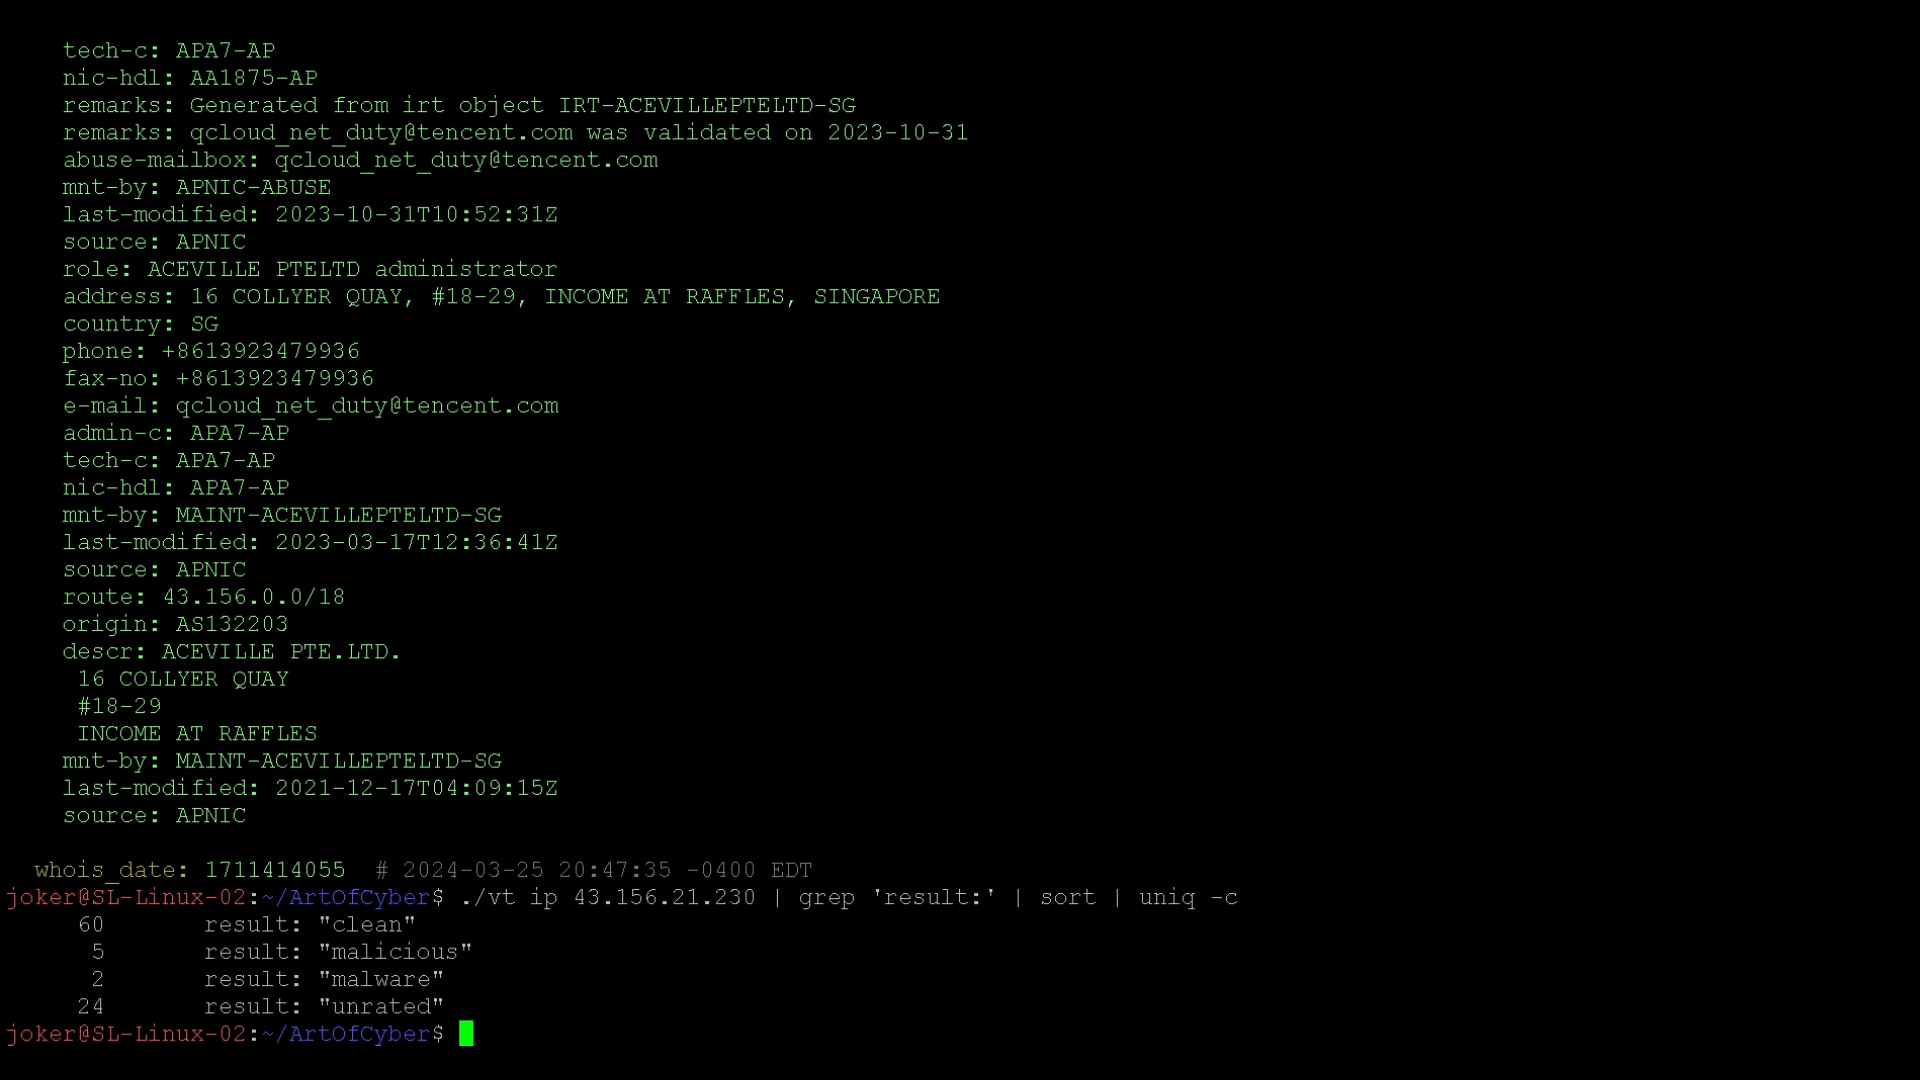 tech-c: APA7-AP
nic-hdl: AA1875-AP
remarks: Generated from irt object IRT-ACEVILLEPTELTD-SG
remarks: qcloud_net_duty@tencent.com was validated on 2023-10-31
abuse-mailbox: qcloud_net_duty@tencent.com
mnt-by: APNIC-ABUSE
last-modified: 2023-10-31T10:52:31Z
source: APNIC
role: ACEVILLE PTELTD administrator
address: 16 COLLYER QUAY, #18-29, INCOME AT RAFFLES, SINGAPORE
country: SG
phone: +8613923479936
fax-no: +8613923479936
e-mail: qcloud_net_duty@tencent.com
admin-c: APA7-AP
tech-c: APA7-AP
nic-hdl: APA7-AP
mnt-by: MAINT-ACEVILLEPTELTD-SG
last-modified: 2023-03-17T12:36:41Z
source: APNIC
route: 43.156.0.0/18
origin: AS132203
descr: ACEVILLE PTE.LTD.
16 COLLYER QUAY
#18-29
INCOME AT RAFFLES
mnt-by: MAINT-ACEVILLEPTELTD-SG
last-modified: 2021-12-17T04:09:15Z
source: APNIC
whois_date: 1711414055  # 2024-03-25 20:47:35 -0400 EDT
joker@SL-Linux-02:~/ArtOfCyber$ ./vt ip 43.156.21.230 | grep 'result:' | sort | uniq -c
60 result: "clean"
5 result: "malicious"
2 result: "malware"
24 result: "unrated"
joker@SL-Linux-02:~/ArtOfCyber$